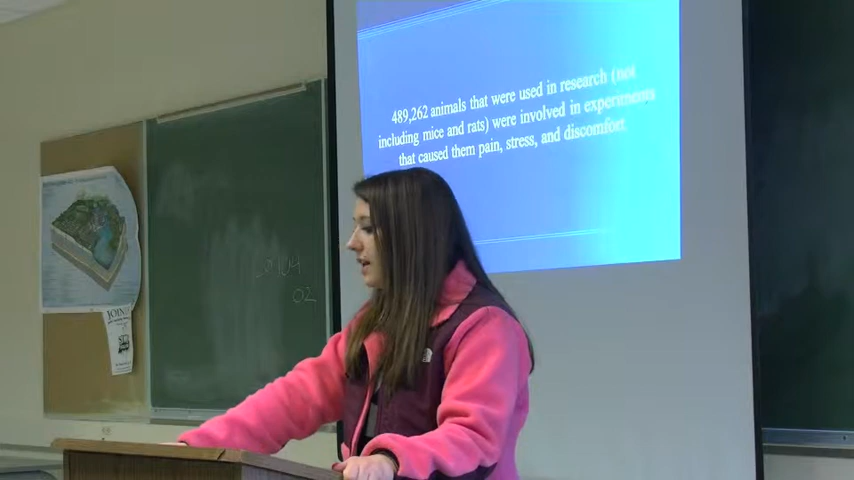 489,262 animals that were used in research (not
including mice and rats) were involved in experiments
that caused them pain, stress, and discomfort
JOIN
02